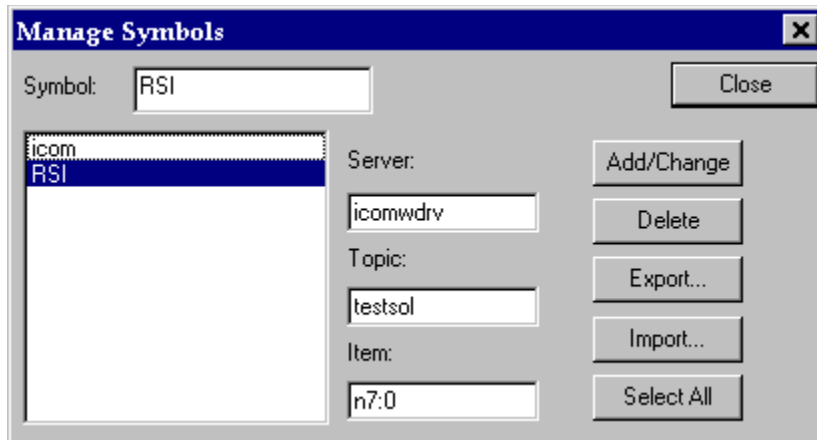 Manage Symbols
Symbol: RSI
Close
icom
RSI
Server:
icomwdrv
Topic:
testsol
Item:
n7:0
Add/Change
Delete
Export...
Import...
Select All